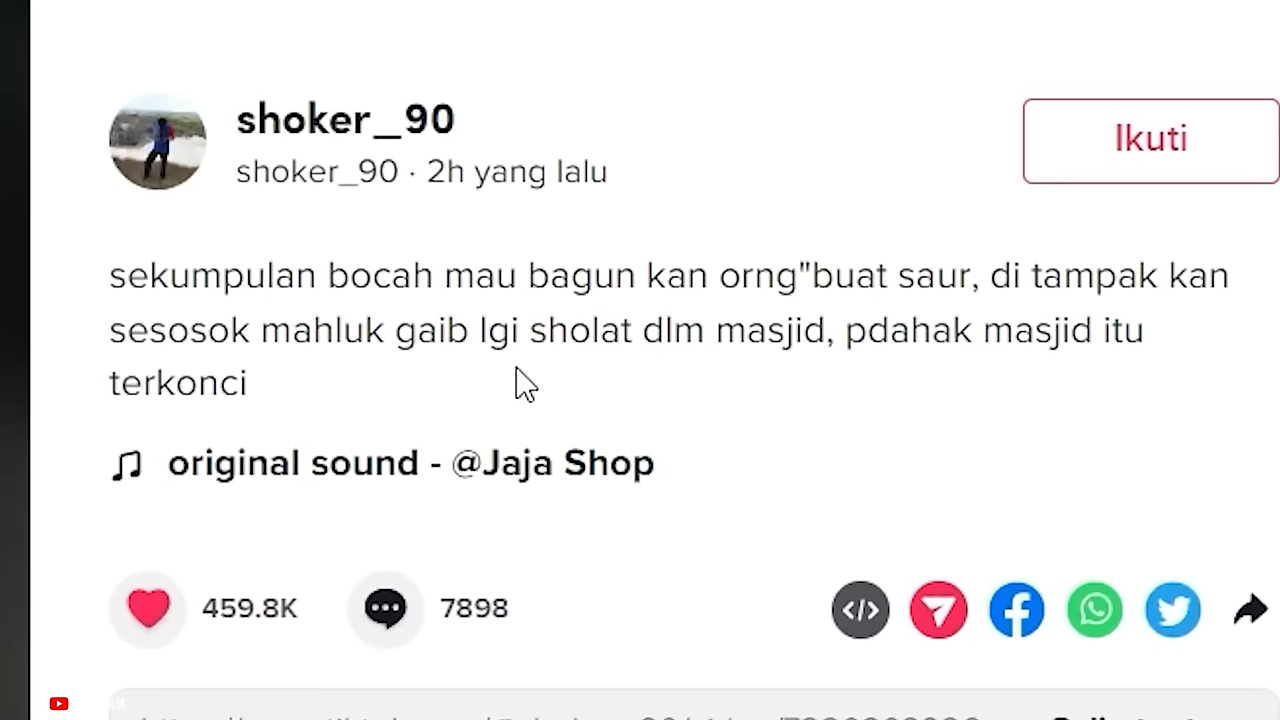 shoker_90
shoker_90 · 2h yang lalu
Ikuti
sekumpulan bocah mau bagun kan orng"buat saur, di tampak kan
sesosok mahluk gaib lgi sholat dlm masjid, pdahak masjid itu
terkonci
original sound - @Jaja Shop
459.8K
7898